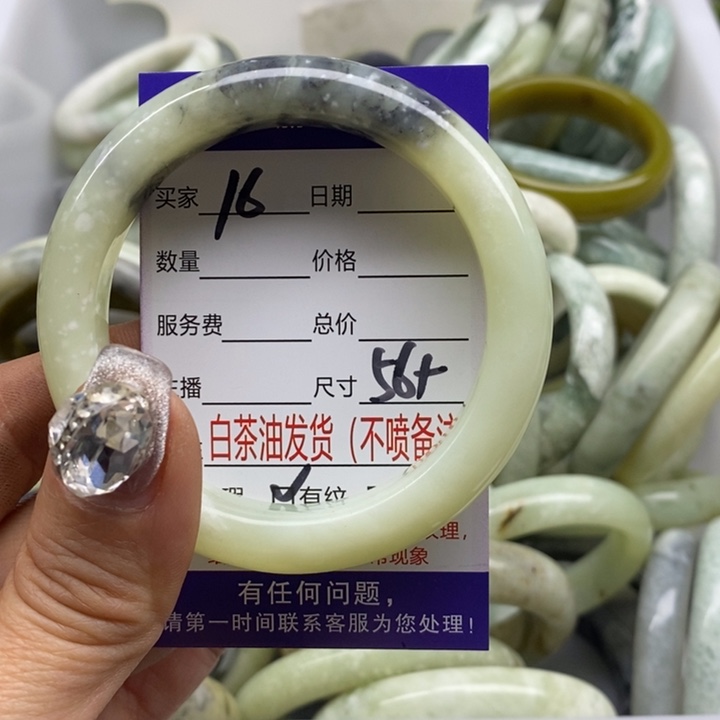 买家 16 日期
数量 价格
服务费 总价
播 尺寸 56+
白茶油发货（不喷备
有纹
理，
现象
有任何问题，
请第一时间联系客服为您处理！